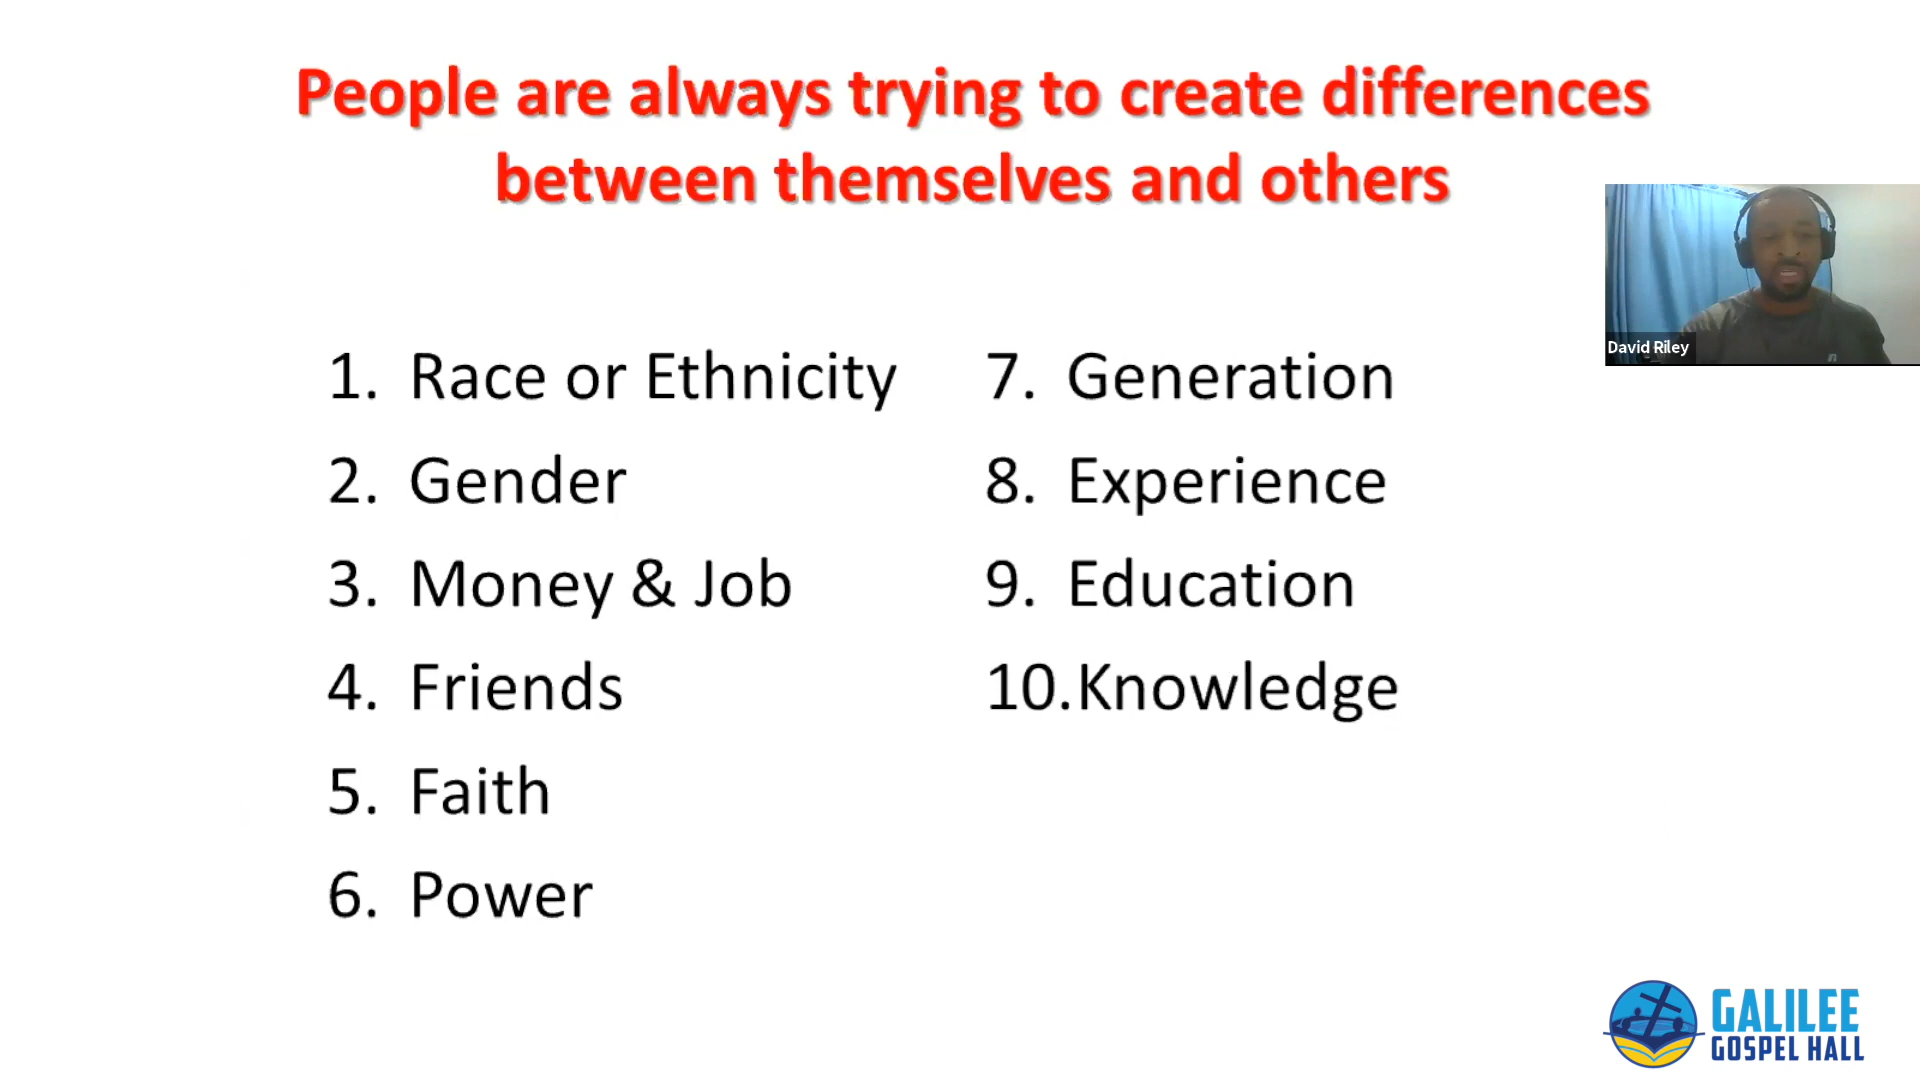 People are always trying to create differences
between themselves and others
1. Race or Ethnicity
2. Gender
3. Money & Job
4. Friends
5. Faith
6. Power
7. Generation
8. Experience
9. Education
10.Knowledge
David Riley
GALILEE
GOSPEL HALL